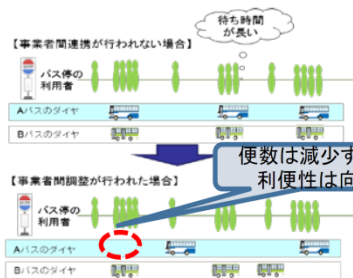 待ち時間
が長い
【事業者間連携が行われない場合】
バス停の
利用者
Aバスのダイヤ
Bバスのダイヤ
便数は減少す
利便性は向
【事業者間調整が行われた場合】
バス停の
利用者
Aバスのダイヤ
Bバスのダイヤ